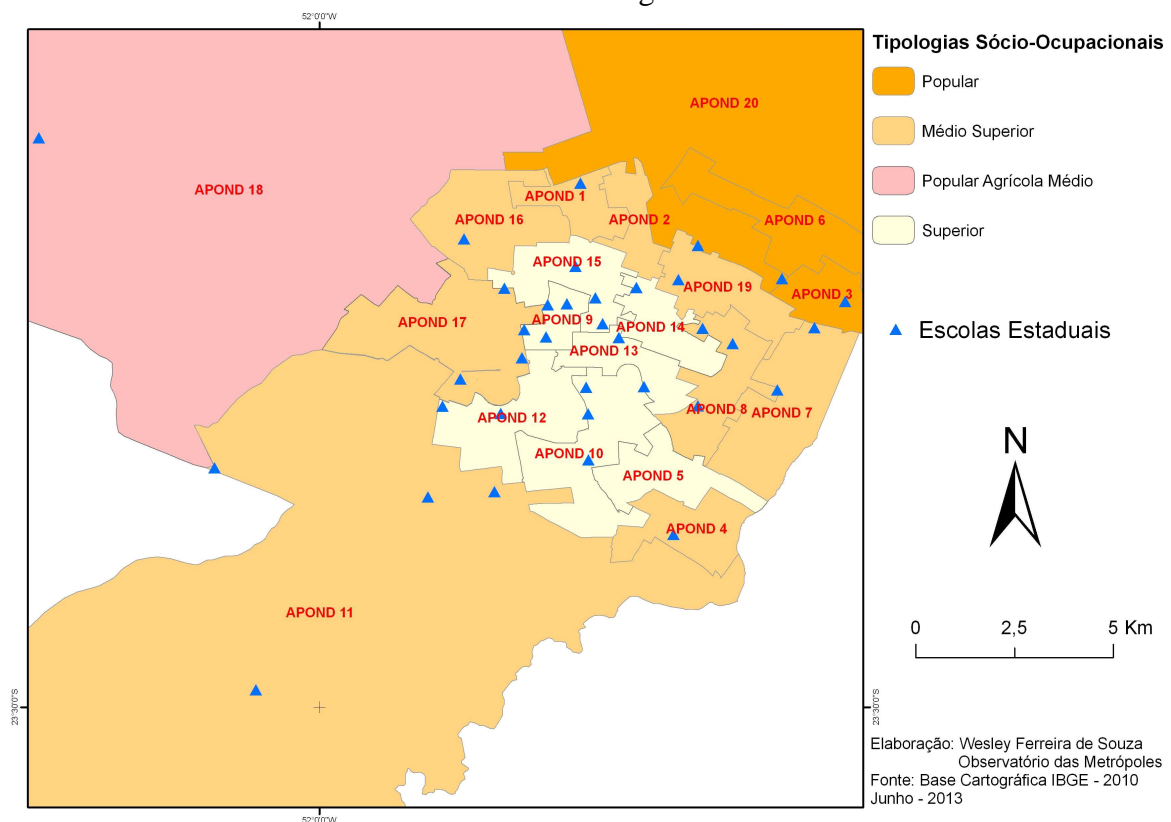 52°0'0"W
Tipologias Sócio-Ocupacionais
Popular
Médio Superior
Popular Agrícola Médio
Superior
Escolas Estaduais
APOND 20
APOND 18
APOND 1
APOND 16
APOND 2
APOND 6
APOND 15
APOND 19
APOND 3
APOND 17
APOND 9
APOND 14
APOND 13
APOND 12
APOND 8
APOND 7
APOND 10
APOND 5
APOND 4
APOND 11
N
0 2,5 5 Km
23°30'0"S
23°30'0"S
Elaboração: Wesley Ferreira de Souza
Observatório das Metrópoles
Fonte: Base Cartográfica IBGE - 2010
Junho - 2013
52°0'0"W